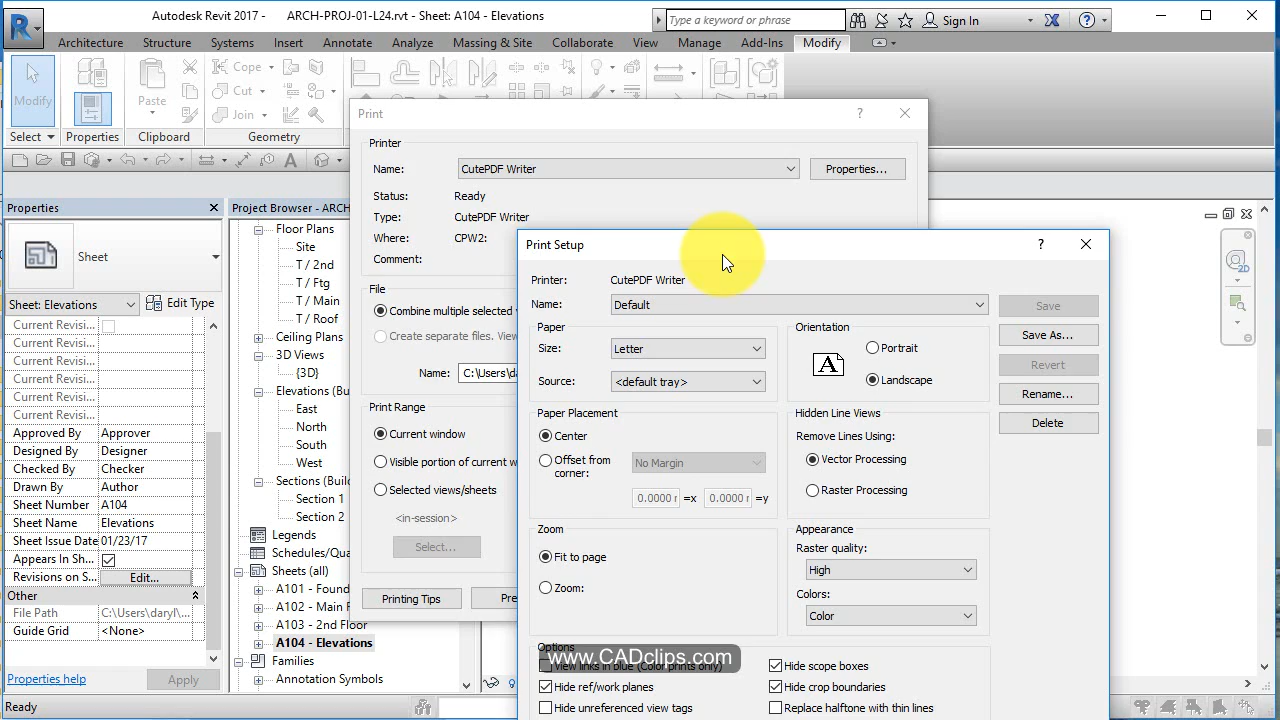 Autodesk Revit 2017 - ARCH-PROJ-01-L24.rvt - Sheet: A104 - Elevations
Type a keyword or phrase
Sign In
Architecture Structure Systems Insert Annotate Analyze Massing & Site Collaborate View Manage Add-Ins Modify
Modify
Paste
Cope
Cut
Join
Select Properties Clipboard Geometry
Properties
Sheet
Sheet: Elevations Edit Type
Current Revisi...
Current Revisi...
Current Revisi...
Current Revisi...
Current Revisi...
Current Revisi...
Approved By Approver
Designed By Designer
Checked By Checker
Drawn By Author
Sheet Number A104
Sheet Name Elevations
Sheet Issue Date 01/23/17
Appears In Sh...
Revisions on S... Edit...
Other
File Path C:\Users\daryl\...
Guide Grid <None>
Properties help Apply
Ready
Project Browser - ARCH
Floor Plans
Site
T / 2nd
T / Ftg
T / Main
T / Roof
Ceiling Plans
3D Views
{3D}
Elevations (Bu
East
North
South
West
Sections (Buil
Section 1
Section 2
Legends
Schedules/Qua
Sheets (all)
A101 - Found
A102 - Main F
A103 - 2nd Floor
A104 - Elevations
Families
Annotation Symbols
Print
Printer
Name: CutePDF Writer Properties...
Status: Ready
Type: CutePDF Writer
Where: CPW2:
Comment:
File
Combine multiple selected v
Create separate files. View
Name: C:\Users\da
Print Range
Current window
Visible portion of current w
Selected views/sheets
<in-session>
Select...
Printing Tips Pre
Print Setup
Printer: CutePDF Writer
Name: Default
Save
Save As...
Revert
Rename...
Delete
Paper
Size: Letter
Source: <default tray>
Orientation
A
Portrait
Landscape
Paper Placement
Center
Offset from
corner:
No Margin
=x
=y
Hidden Line Views
Remove Lines Using:
Vector Processing
Raster Processing
Zoom
Fit to page
Zoom:
Appearance
Raster quality:
High
Colors:
Color
Options
View links in blue (Color prints only)
www.CADclips.com
Hide ref/work planes
Hide unreferenced view tags
Hide scope boxes
Hide crop boundaries
Replace halftone with thin lines